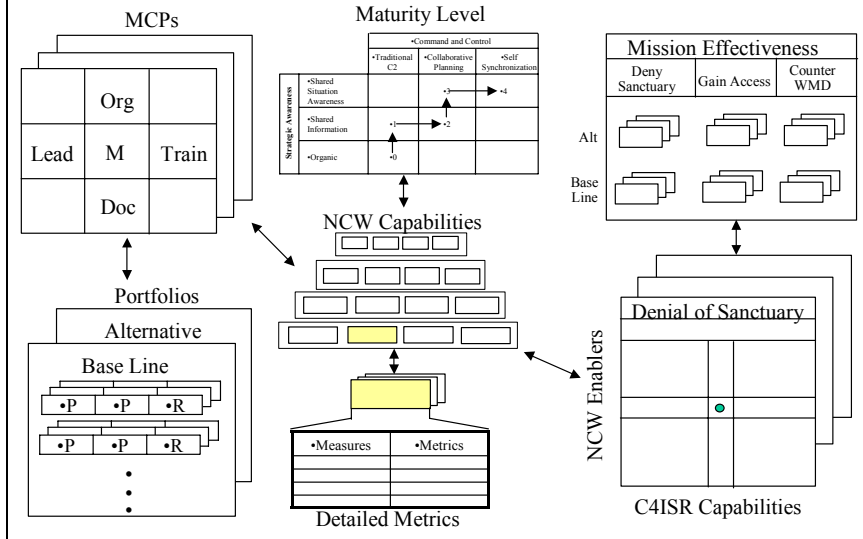 MCPs
Org
Lead M Train
Doc
Portfolios
Alternative
Base Line
•P •P •R
•P •P •R
Maturity Level
•Command and Control
•Traditional C2
•Collaborative Planning
•Self Synchronization
Strategic Awareness
•Shared Situation Awareness
•3 •4
•Shared Information
•1 •2
•Organic
•0
NCW Capabilities
•Measures •Metrics
Detailed Metrics
Mission Effectiveness
Deny Sanctuary
Gain Access
Counter WMD
Alt
Base Line
Denial of Sanctuary
NCW Enablers
C4ISR Capabilities